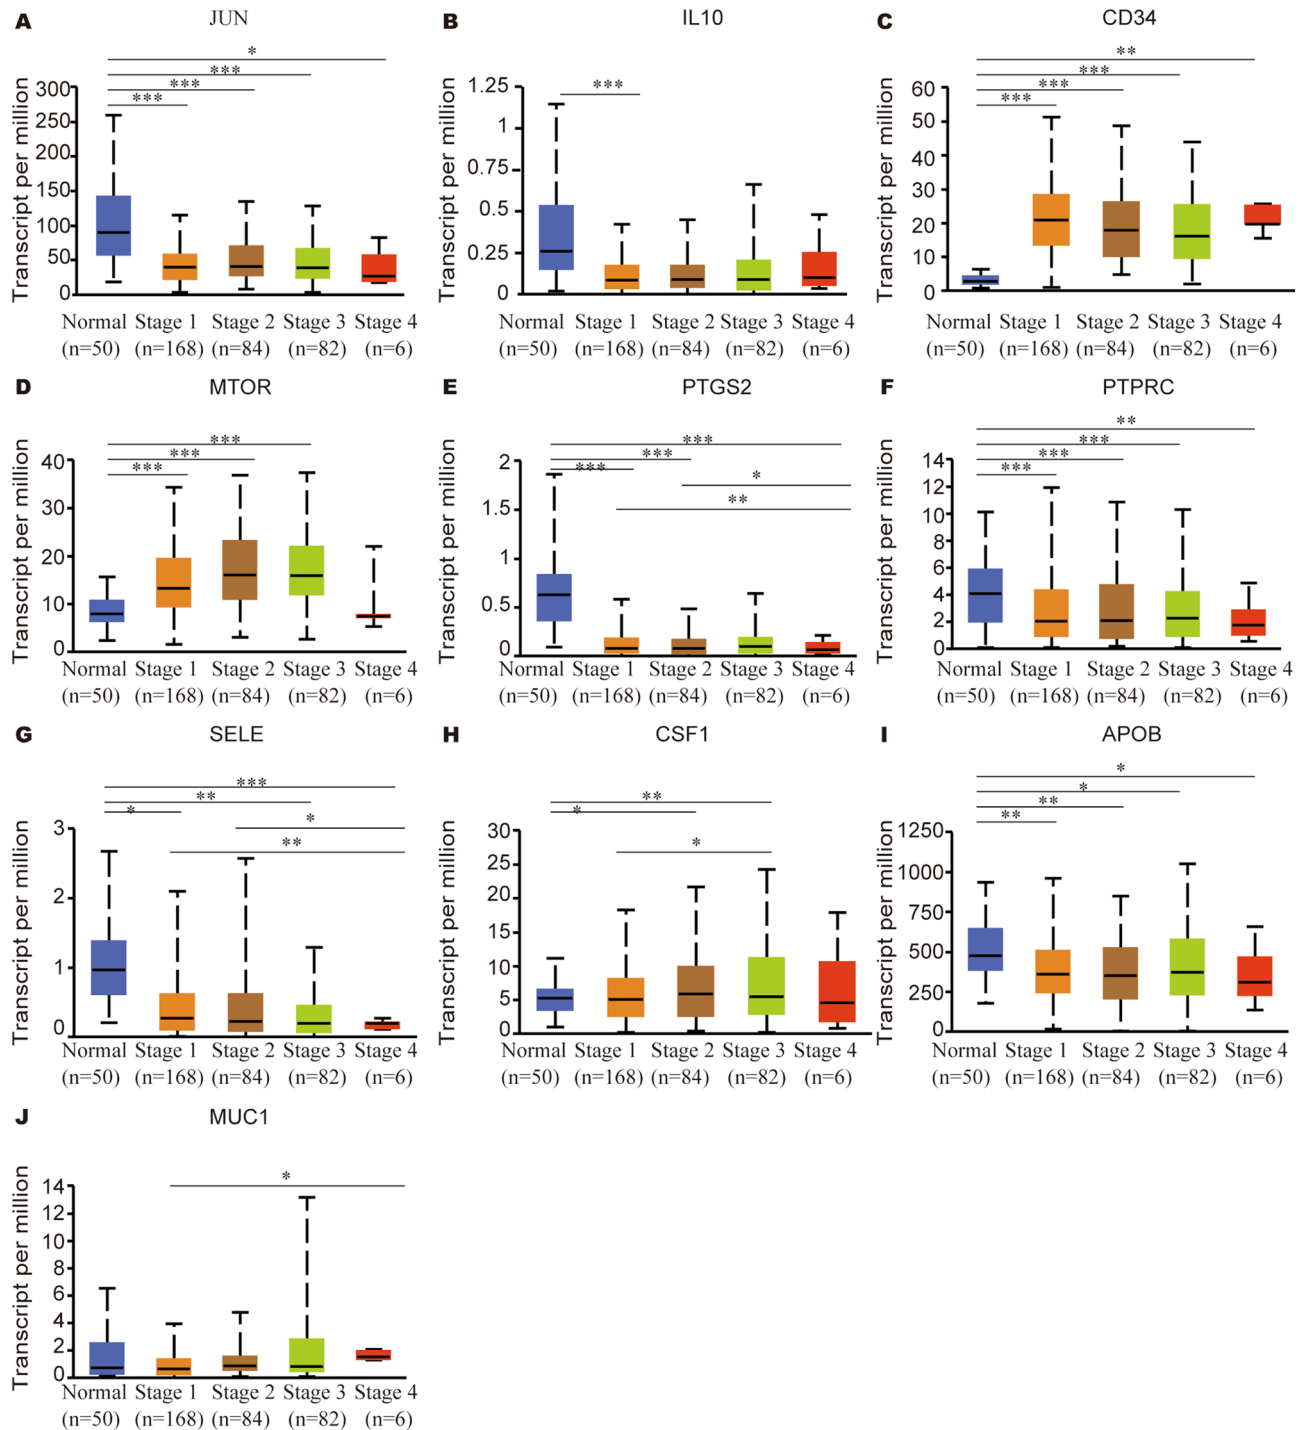 A JUN
*
***
***
***
Transcript per million
300
250
200
150
100
50
0
Normal Stage 1 Stage 2 Stage 3 Stage 4
(n=50) (n=168) (n=84) (n=82) (n=6)
B IL10
***
Transcript per million
1.25
1
0.75
0.5
0.25
0
Normal Stage 1 Stage 2 Stage 3 Stage 4
(n=50) (n=168) (n=84) (n=82) (n=6)
C CD34
**
***
***
***
Transcript per million
60
50
40
30
20
10
0
Normal Stage 1 Stage 2 Stage 3 Stage 4
(n=50) (n=168) (n=84) (n=82) (n=6)
D MTOR
***
***
***
Transcript per million
40
30
20
10
0
Normal Stage 1 Stage 2 Stage 3 Stage 4
(n=50) (n=168) (n=84) (n=82) (n=6)
E PTGS2
***
***
***
*
**
Transcript per million
2
1.5
1
0.5
0
Normal Stage 1 Stage 2 Stage 3 Stage 4
(n=50) (n=168) (n=84) (n=82) (n=6)
F PTPRC
**
***
***
***
Transcript per million
14
12
10
8
6
4
2
0
Normal Stage 1 Stage 2 Stage 3 Stage 4
(n=50) (n=168) (n=84) (n=82) (n=6)
G SELE
***
**
*
*
**
Transcript per million
3
2
1
0
Normal Stage 1 Stage 2 Stage 3 Stage 4
(n=50) (n=168) (n=84) (n=82) (n=6)
H CSF1
**
*
*
Transcript per million
30
25
20
15
10
5
0
Normal Stage 1 Stage 2 Stage 3 Stage 4
(n=50) (n=168) (n=84) (n=82) (n=6)
I APOB
*
*
**
**
Transcript per million
1250
1000
750
500
250
0
Normal Stage 1 Stage 2 Stage 3 Stage 4
(n=50) (n=168) (n=84) (n=82) (n=6)
J MUC1
*
Transcript per million
14
12
10
8
6
4
2
0
Normal Stage 1 Stage 2 Stage 3 Stage 4
(n=50) (n=168) (n=84) (n=82) (n=6)